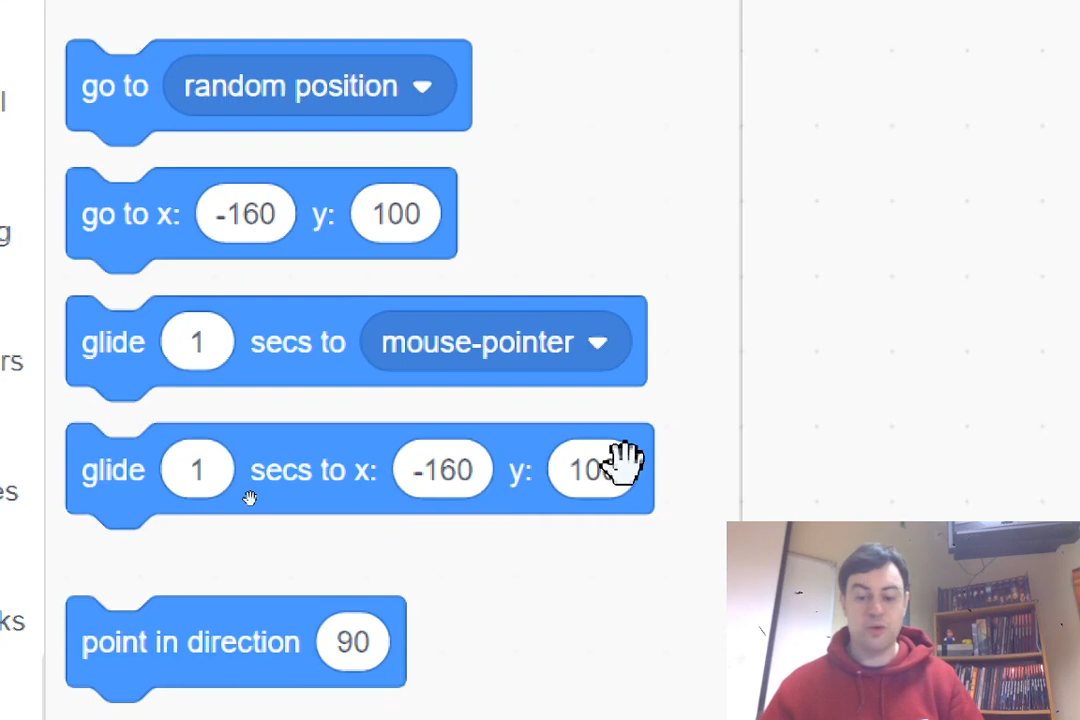 go to random position
go to x: -160 y: 100
glide 1 secs to mouse-pointer
glide 1 secs to x: -160 y:
point in direction 90